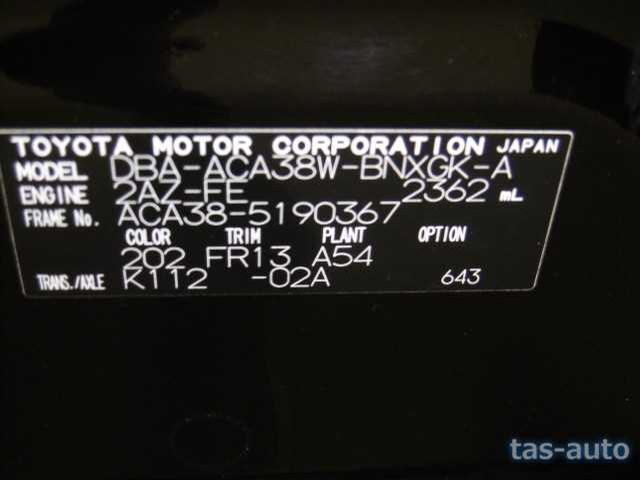 TOYOTA MOTOR CORPORATION JAPAN
MODEL DBA-ACA38W-BNXGK-A
ENGINE 2AZ-FE 2362 mL
FRAME No. ACA38-5190367
COLOR TRIM PLANT OPTION
202 FR13 A54
TRANS./AXLE K112 -02A 643
tas-auto